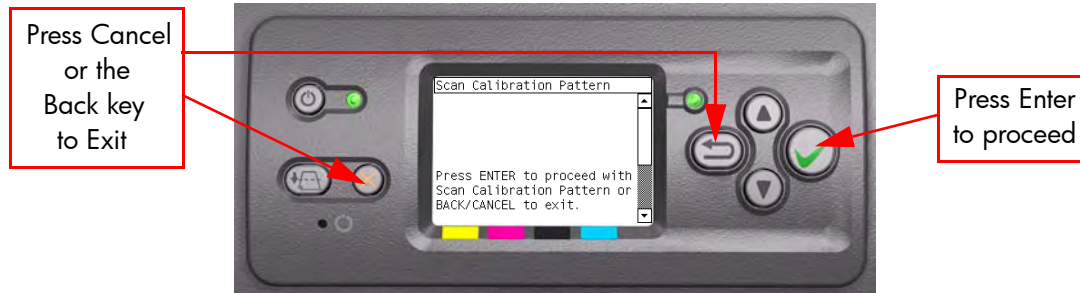 Press Cancel
or the
Back key
to Exit
Scan Calibration Pattern
Press ENTER to proceed with
Scan Calibration Pattern or
BACK/CANCEL to exit.
Press Enter
to proceed